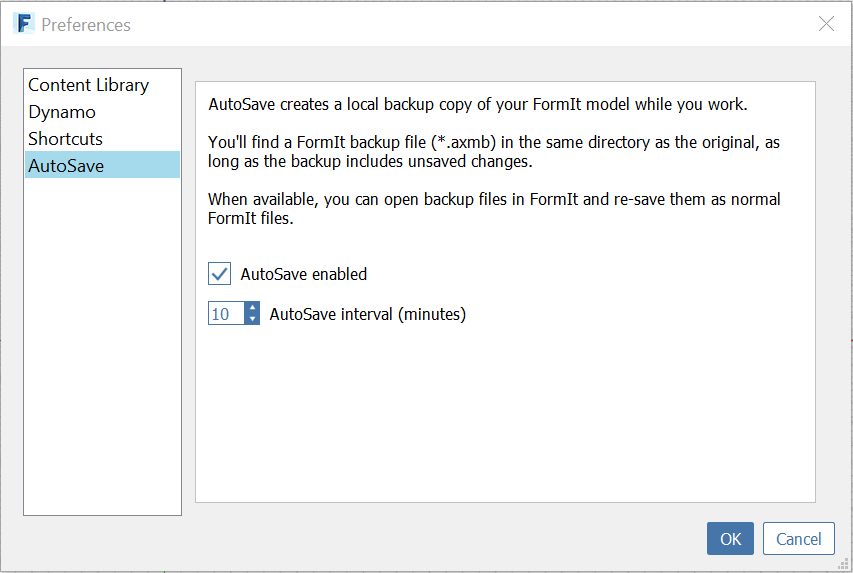 Preferences
Content Library
Dynamo
Shortcuts
AutoSave
AutoSave creates a local backup copy of your FormIt model while you work.
You'll find a FormIt backup file (*.axmb) in the same directory as the original, as
long as the backup includes unsaved changes.
When available, you can open backup files in FormIt and re-save them as normal
FormIt files.
AutoSave enabled
10 AutoSave interval (minutes)
OK Cancel